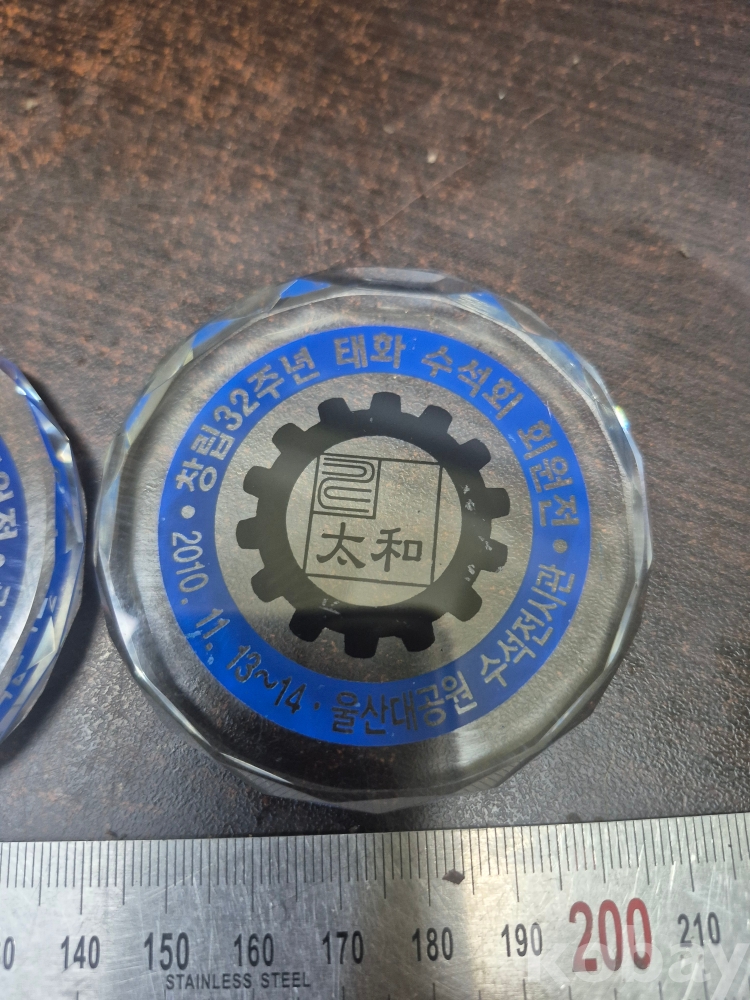 창립32주년 태화 수석회 회원전
2010. 11. 13~14 · 울산대공원 수석전시관
太和
140 150 160 170 180 190 200 210
STAINLESS STEEL
kobay